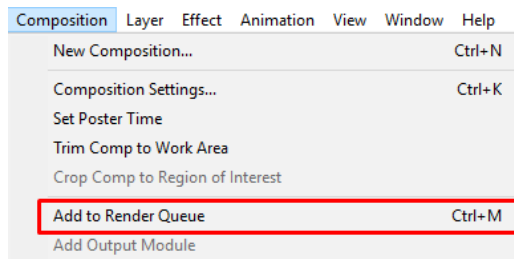 Composition Layer Effect Animation View Window Help
New Composition... Ctrl+N
Composition Settings... Ctrl+K
Set Poster Time
Trim Comp to Work Area
Crop Comp to Region of Interest
Add to Render Queue Ctrl+M
Add Output Module